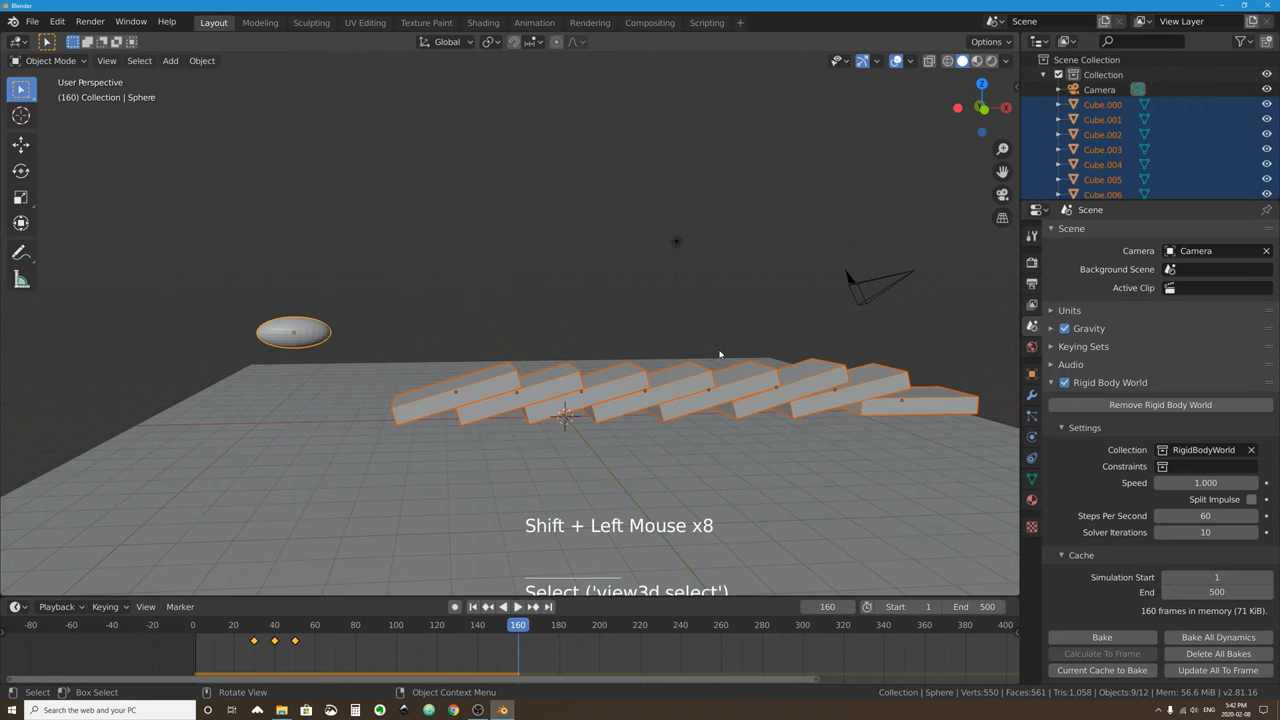 Blender
File Edit Render Window Help
Layout Modeling Sculpting UV Editing Texture Paint Shading Animation Rendering Compositing Scripting +
Scene
View Layer
Global
Options
Object Mode View Select Add Object
User Perspective
(160) Collection | Sphere
Z
X
Scene Collection
Collection
Camera
Cube.000
Cube.001
Cube.002
Cube.003
Cube.004
Cube.005
Cube.006
Scene
Scene
Camera Camera
Background Scene
Active Clip
Units
Gravity
Keying Sets
Audio
Rigid Body World
Remove Rigid Body World
Settings
Collection RigidBodyWorld
Constraints
Speed 1.000
Split Impulse
Steps Per Second 60
Solver Iterations 10
Cache
Simulation Start 1
End 500
160 frames in memory (71 KiB).
Bake Bake All Dynamics
Calculate To Frame Delete All Bakes
Current Cache to Bake Update All To Frame
Shift + Left Mouse x8
Select ('view3d.select')
Playback Keying View Marker
160 Start 1 End 500
-80 -60 -40 -20 0 20 40 60 80 100 120 140 160 180 200 220 240 260 280 300 320 340 360 380 400
Select Box Select Rotate View Object Context Menu
Collection | Sphere | Verts:550 | Faces:561 | Tris:1,058 | Objects:9/12 | Mem: 56.6 MiB | v2.81.16
Search the web and your PC
ENG
5:42 PM
2020-02-08